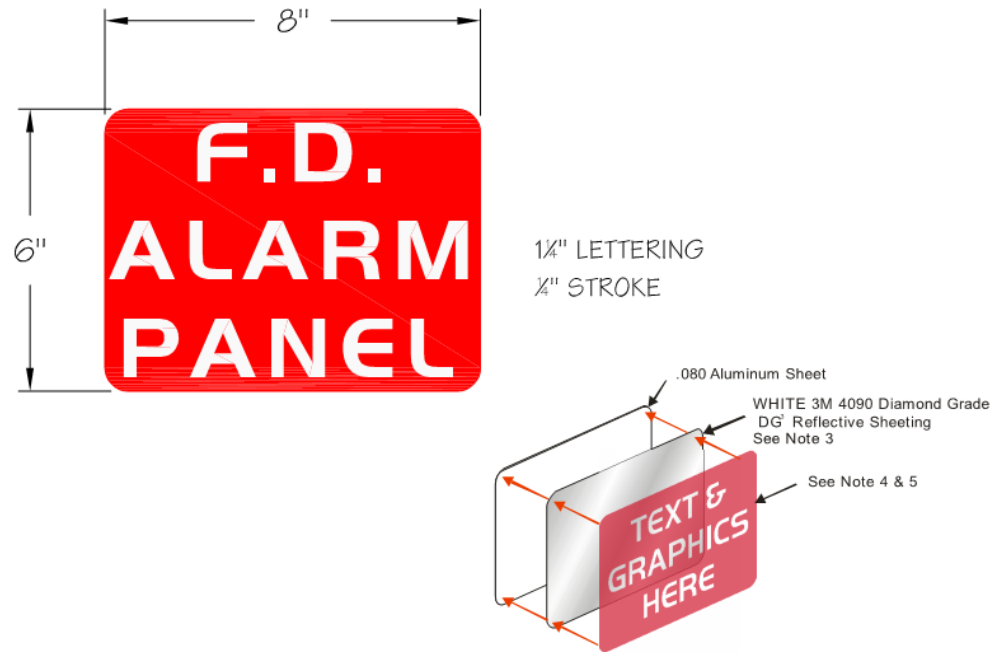 8"
F.D.
ALARM
PANEL
6"
1¼" LETTERING
¼" STROKE
.080 Aluminum Sheet
WHITE 3M 4090 Diamond Grade
DG³ Reflective Sheeting
See Note 3
See Note 4 & 5
TEXT &
GRAPHICS
HERE